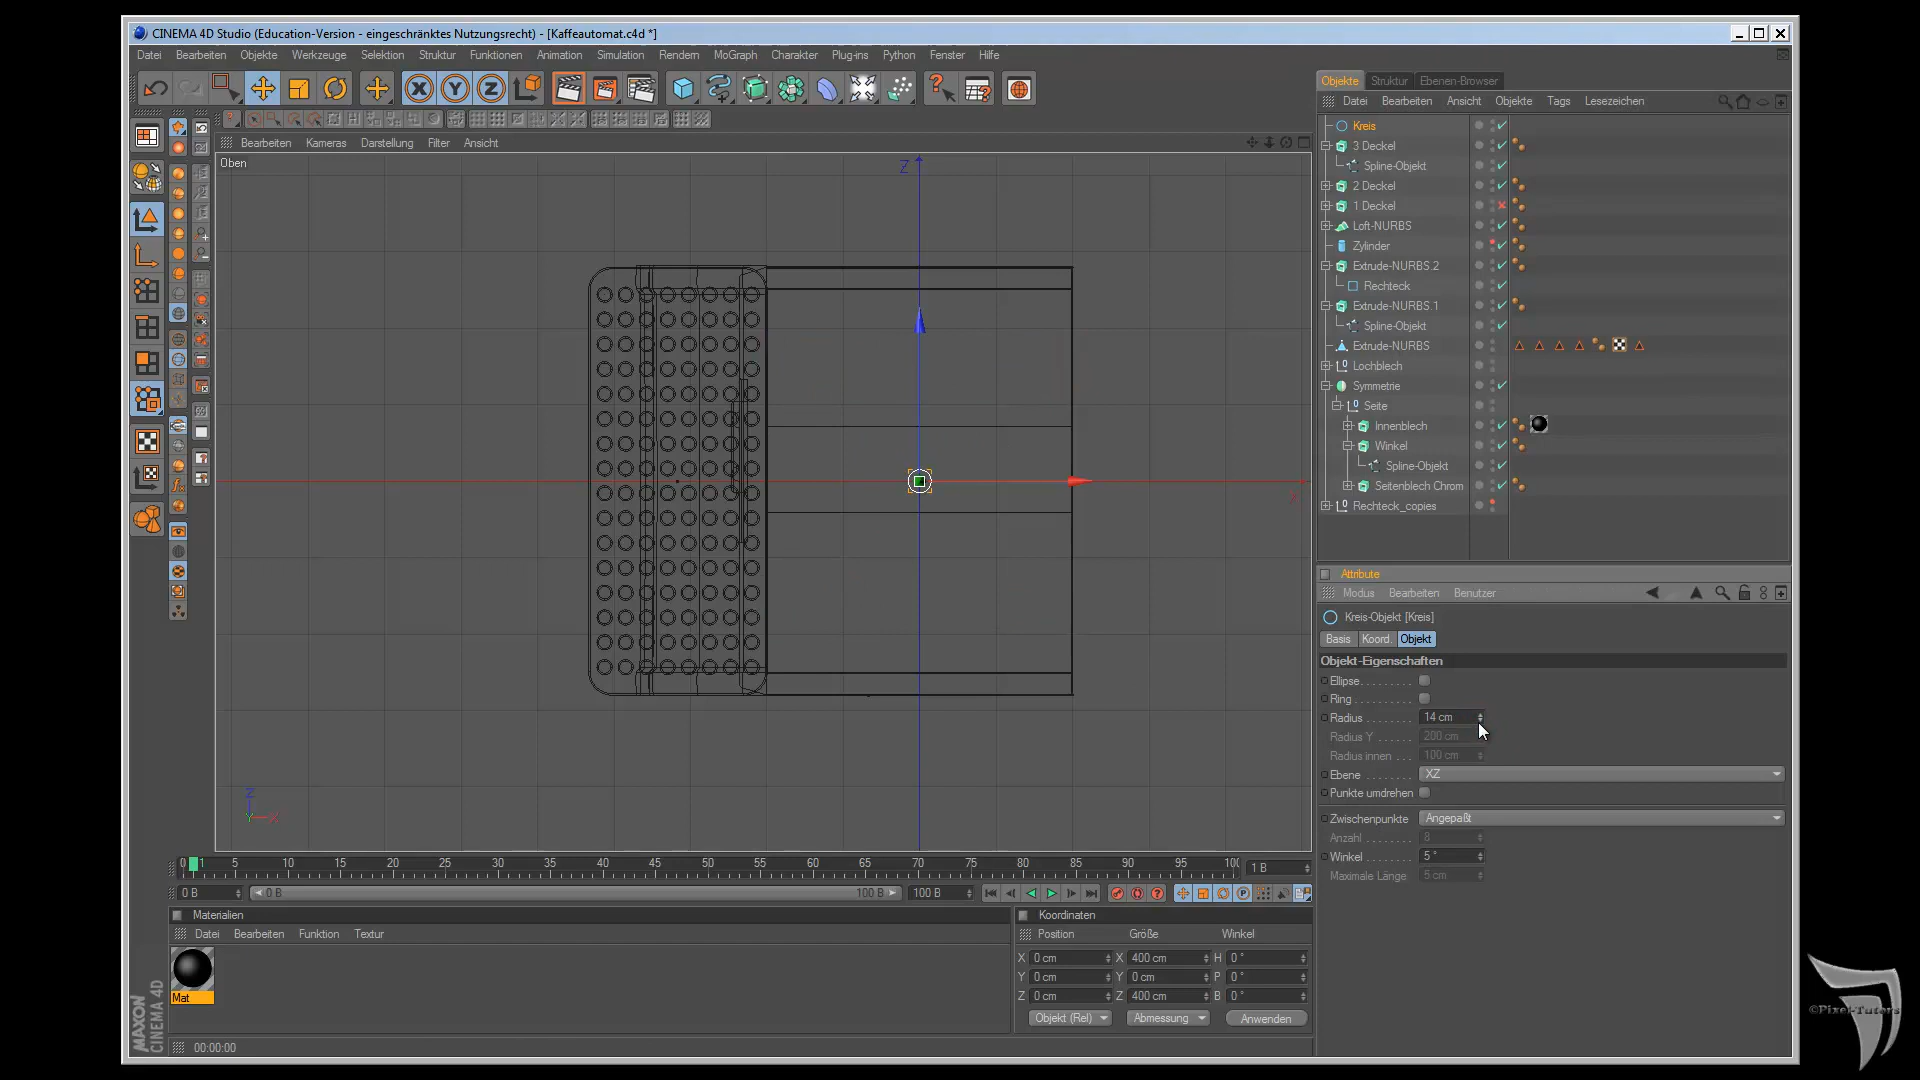 CINEMA 4D Studio (Education-Version - eingeschränktes Nutzungsrecht) - [Kaffeautomat.c4d *]
Datei Bearbeiten Objekte Werkzeuge Selektion Struktur Funktionen Animation Simulation Rendern MoGraph Charakter Plug-ins Python Fenster Hilfe
X Y Z
Objekte Struktur Ebenen-Browser
Datei Bearbeiten Ansicht Objekte Tags Lesezeichen
Bearbeiten Kameras Darstellung Filter Ansicht
Oben
Z
X
Z
Y
X
Kreis
3 Deckel
Spline-Objekt
2 Deckel
1 Deckel
Loft-NURBS
Zylinder
Extrude-NURBS.2
Rechteck
Extrude-NURBS.1
Spline-Objekt
Extrude-NURBS
Lochblech
Symmetrie
Seite
Innenblech
Winkel
Spline-Objekt
Seitenblech Chrom
Rechteck_copies
Attribute
Modus Bearbeiten Benutzer
Kreis-Objekt [Kreis]
Basis Koord. Objekt
Objekt-Eigenschaften
Ellipse
Ring
Radius 14 cm
Radius Y 200 cm
Radius innen 100 cm
Ebene XZ
Punkte umdrehen
Zwischenpunkte Angepaßt
Anzahl 8
Winkel 5 °
Maximale Länge 5 cm
0 1 5 10 15 20 25 30 35 40 45 50 55 60 65 70 75 80 85 90 95 100 1 B
0 B 0 B 100 B 100 B
Materialien
Datei Bearbeiten Funktion Textur
Mat
Koordinaten
Position Größe Winkel
X 0 cm X 400 cm H 0 °
Y 0 cm Y 0 cm P 0 °
Z 0 cm Z 400 cm B 0 °
Objekt (Rel) Abmessung Anwenden
00:00:00
MAXON
CINEMA 4D
©Pixel-Tutors